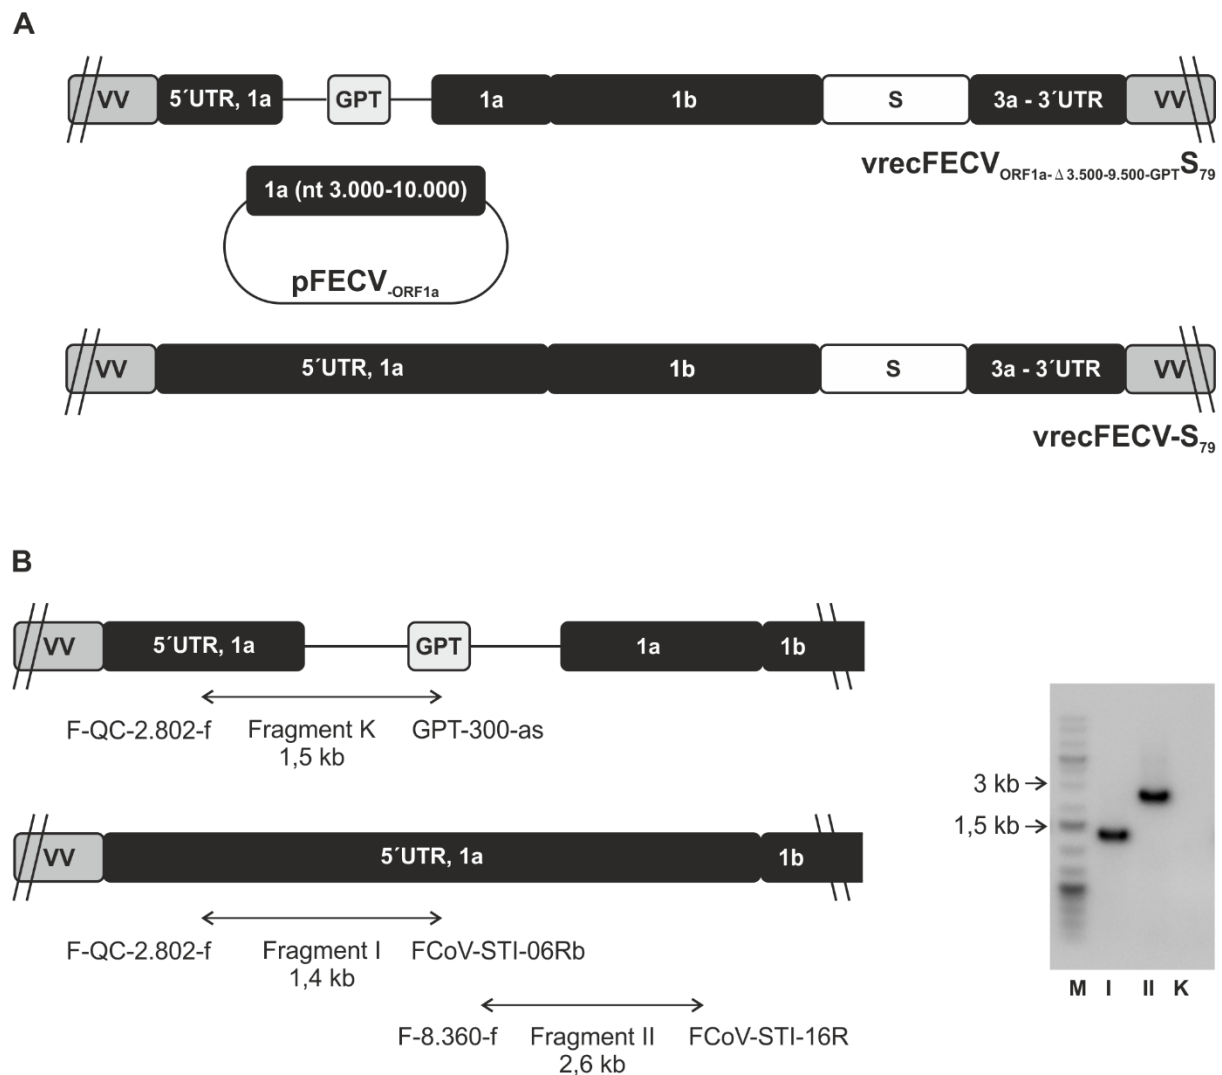 A
VV 5´UTR, 1a GPT 1a 1b S 3a - 3´UTR VV
vrecFECV ORF1a-Δ3.500-9.500-GPT S79
1a (nt 3.000-10.000)
pFECV -ORF1a
VV 5´UTR, 1a 1b S 3a - 3´UTR VV
vrecFECV-S79
B
VV 5´UTR, 1a GPT 1a 1b
F-QC-2.802-f Fragment K GPT-300-as
1,5 kb
VV 5´UTR, 1a 1b
F-QC-2.802-f Fragment I FCoV-STI-06Rb
1,4 kb
F-8.360-f Fragment II FCoV-STI-16R
2,6 kb
3 kb
1,5 kb
M I II K